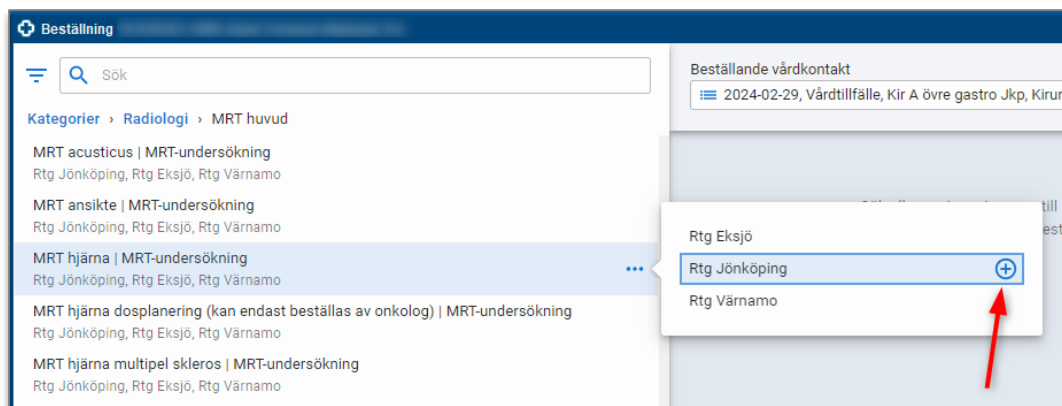 Beställning
Sök
Kategorier › Radiologi › MRT huvud
MRT acusticus | MRT-undersökning
Rtg Jönköping, Rtg Eksjö, Rtg Värnamo
MRT ansikte | MRT-undersökning
Rtg Jönköping, Rtg Eksjö, Rtg Värnamo
MRT hjärna | MRT-undersökning
Rtg Jönköping, Rtg Eksjö, Rtg Värnamo
MRT hjärna dosplanering (kan endast beställas av onkolog) | MRT-undersökning
Rtg Jönköping, Rtg Eksjö, Rtg Värnamo
MRT hjärna multipel skleros | MRT-undersökning
Rtg Jönköping, Rtg Eksjö, Rtg Värnamo
Beställande vårdkontakt
2024-02-29, Vårdtillfälle, Kir A övre gastro Jkp, Kirur
till
est
Rtg Eksjö
Rtg Jönköping
Rtg Värnamo